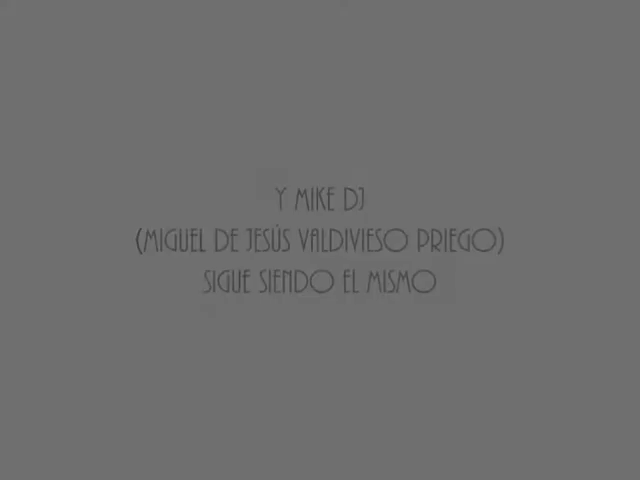 Y MIKE DJ
(MIGUEL DE JESÚS VALDIVIESO PRIEGO)
SIGUE SIENDO EL MISMO